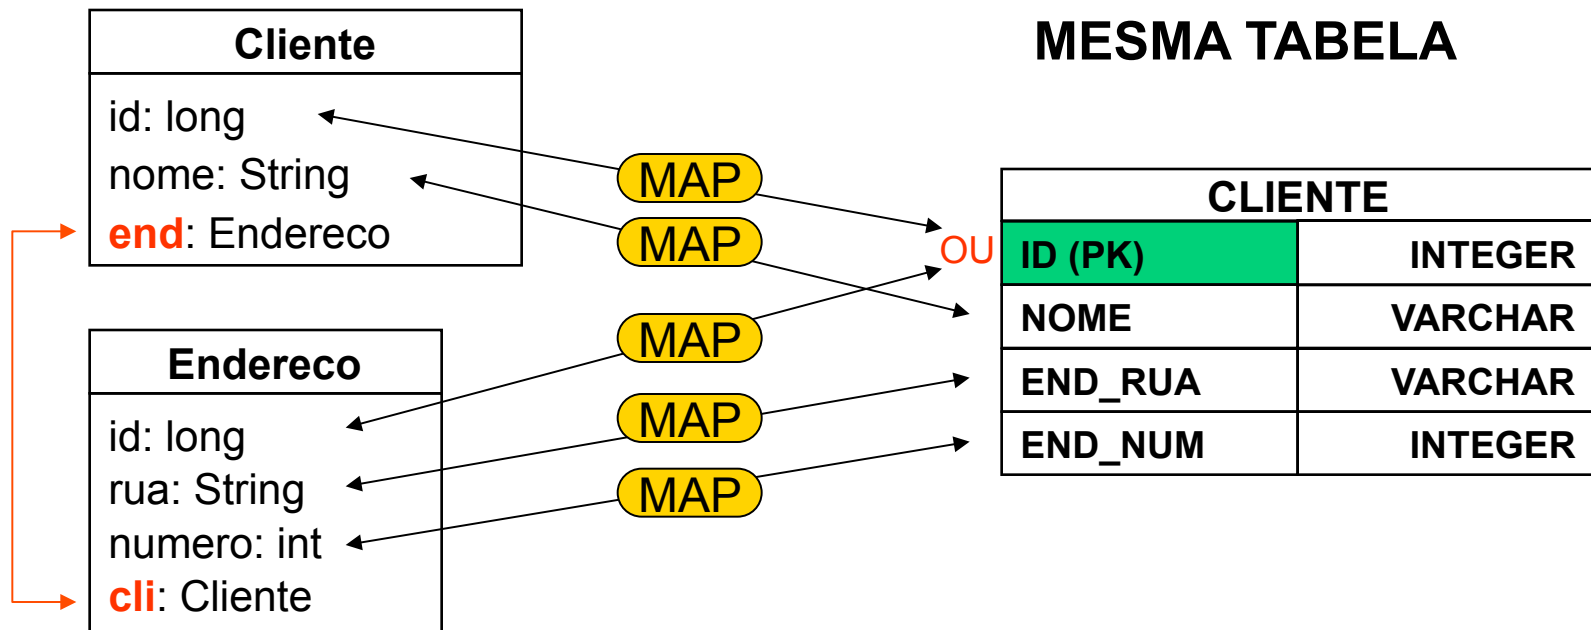 Cliente
id: long
nome: String
end: Endereco
Endereco
id: long
rua: String
numero: int
cli: Cliente
MAP
MAP
MAP
MAP
MAP
MESMA TABELA
OU
CLIENTE
ID (PK) INTEGER
NOME VARCHAR
END_RUA VARCHAR
END_NUM INTEGER